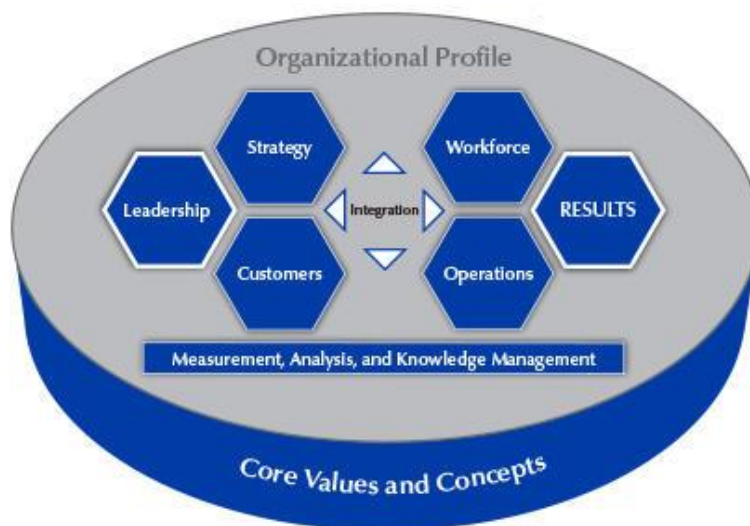 Organizational Profile
Strategy
Workforce
Leadership
Integration
RESULTS
Customers
Operations
Measurement, Analysis, and Knowledge Management
Core Values and Concepts